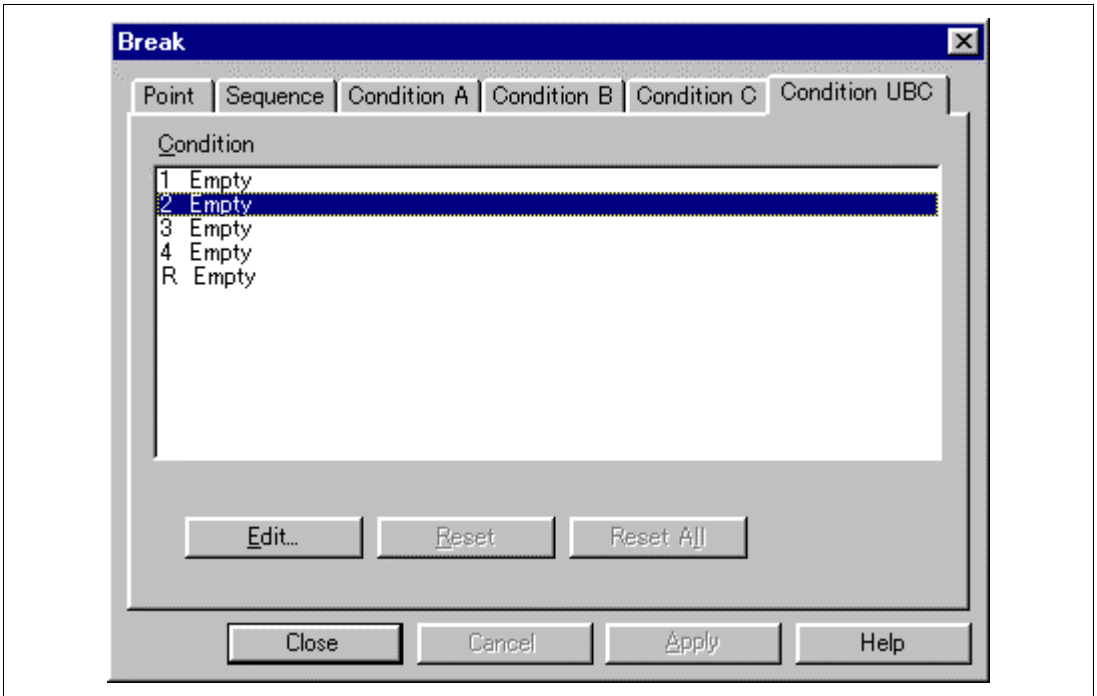 Break
Point Sequence Condition A Condition B Condition C Condition UBC
Condition
1 Empty
2 Empty
3 Empty
4 Empty
R Empty
Edit... Reset Reset All
Close Cancel Apply Help